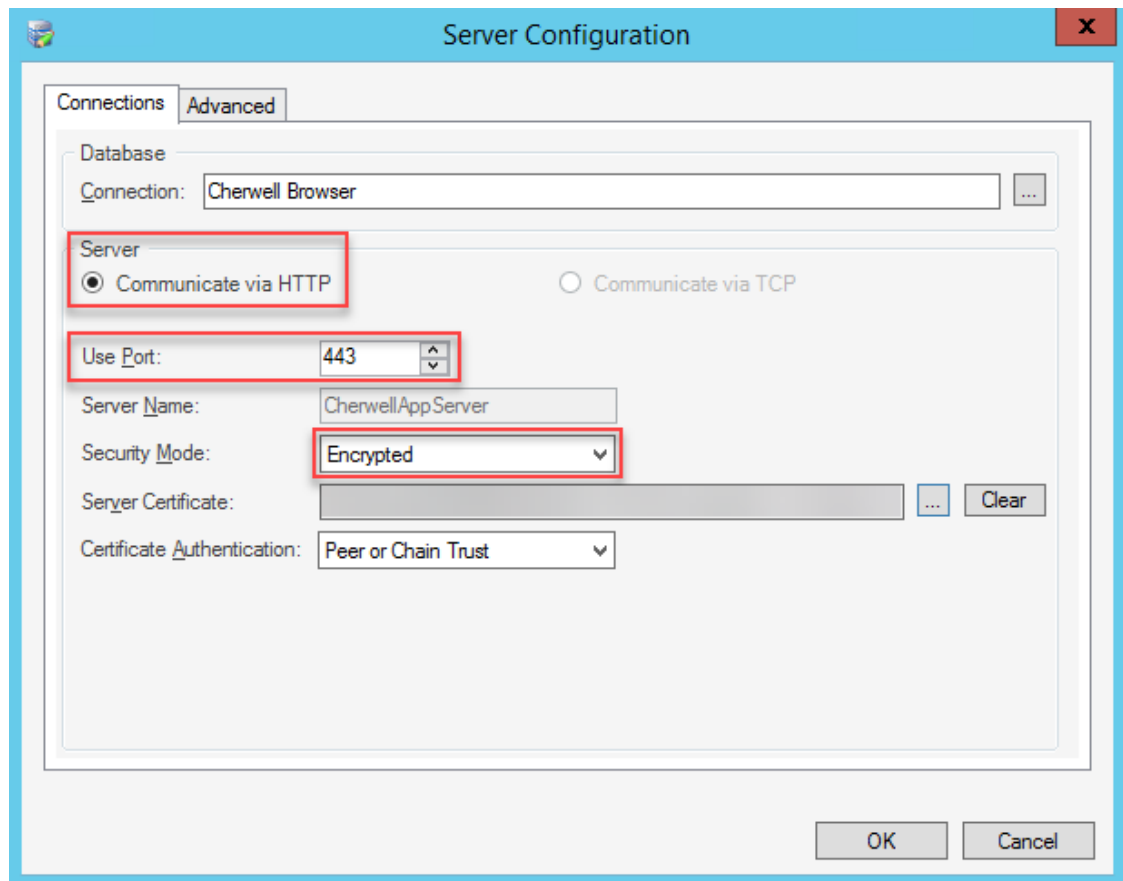 Server Configuration
x
Connections Advanced
Database
Connection: Cherwell Browser ...
Server
Communicate via HTTP Communicate via TCP
Use Port: 443
Server Name: CherwellAppServer
Security Mode: Encrypted
Server Certificate: ... Clear
Certificate Authentication: Peer or Chain Trust
OK Cancel